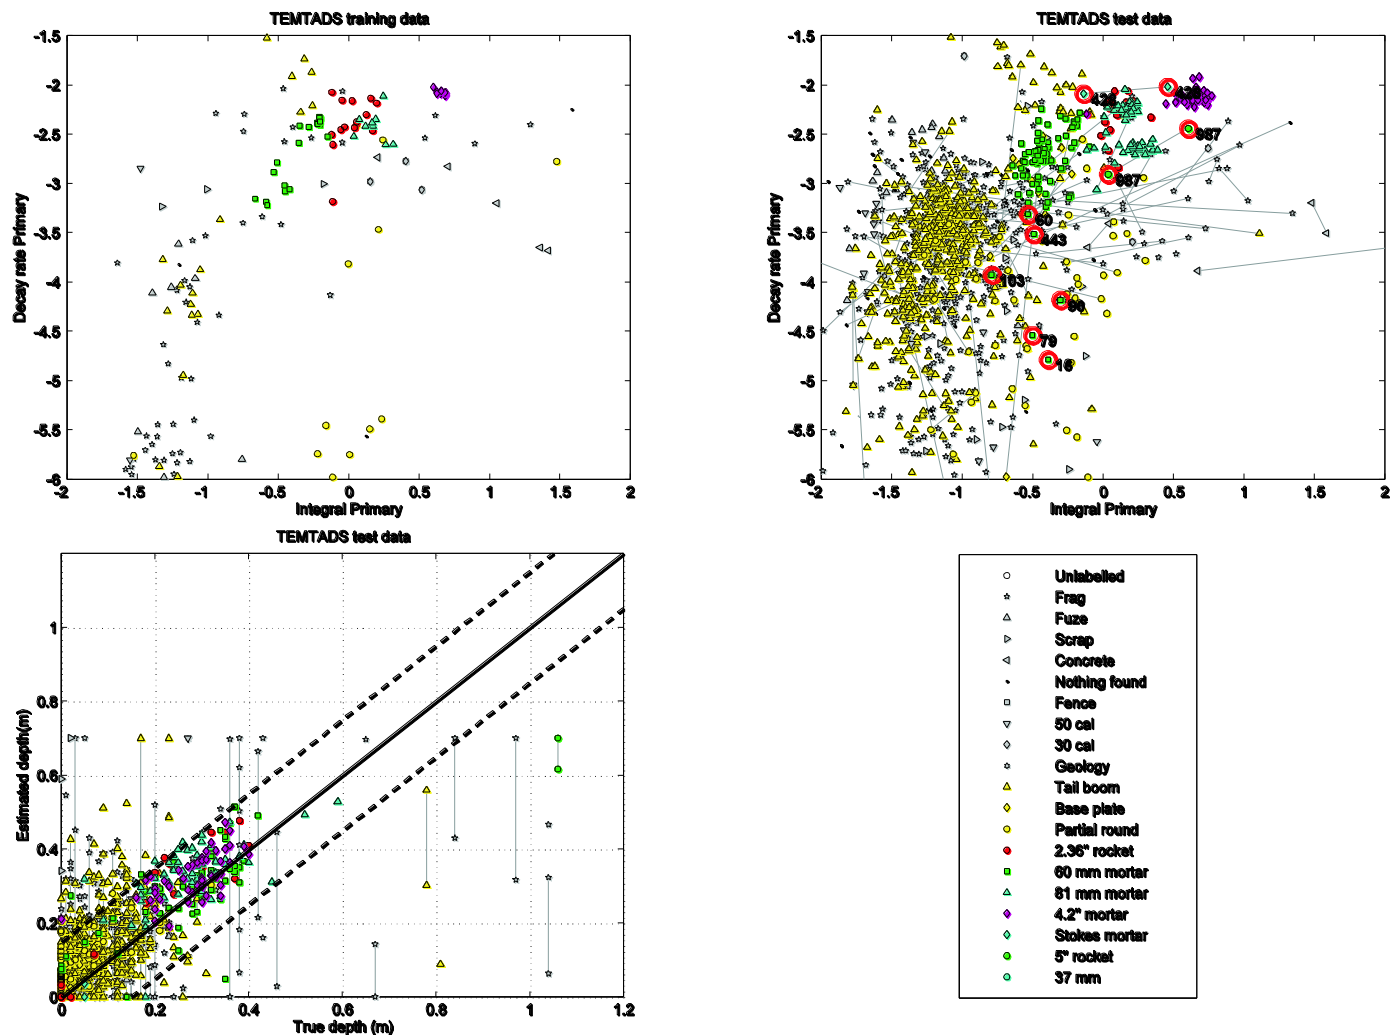 TEMTADS training data
-1.5
-2
-2.5
-3
-3.5
-4
-4.5
-5
-5.5
-6
Decay rate Primary
-2 -1.5 -1 -0.5 0 0.5 1 1.5 2
Integral Primary
TEMTADS test data
-1.5
-2
-2.5
-3
-3.5
-4
-4.5
-5
-5.5
-6
Decay rate Primary
987
687
60
443
163
90
79
16
-2 -1.5 -1 -0.5 0 0.5 1 1.5 2
Integral Primary
TEMTADS test data
1
0.8
0.6
0.4
0.2
0
Estimated depth(m)
0 0.2 0.4 0.6 0.8 1 1.2
True depth (m)
Unlabelled
Frag
Fuze
Scrap
Concrete
Nothing found
Fence
50 cal
30 cal
Geology
Tail boom
Base plate
Partial round
2.36" rocket
60 mm mortar
81 mm mortar
4.2" mortar
Stokes mortar
5" rocket
37 mm